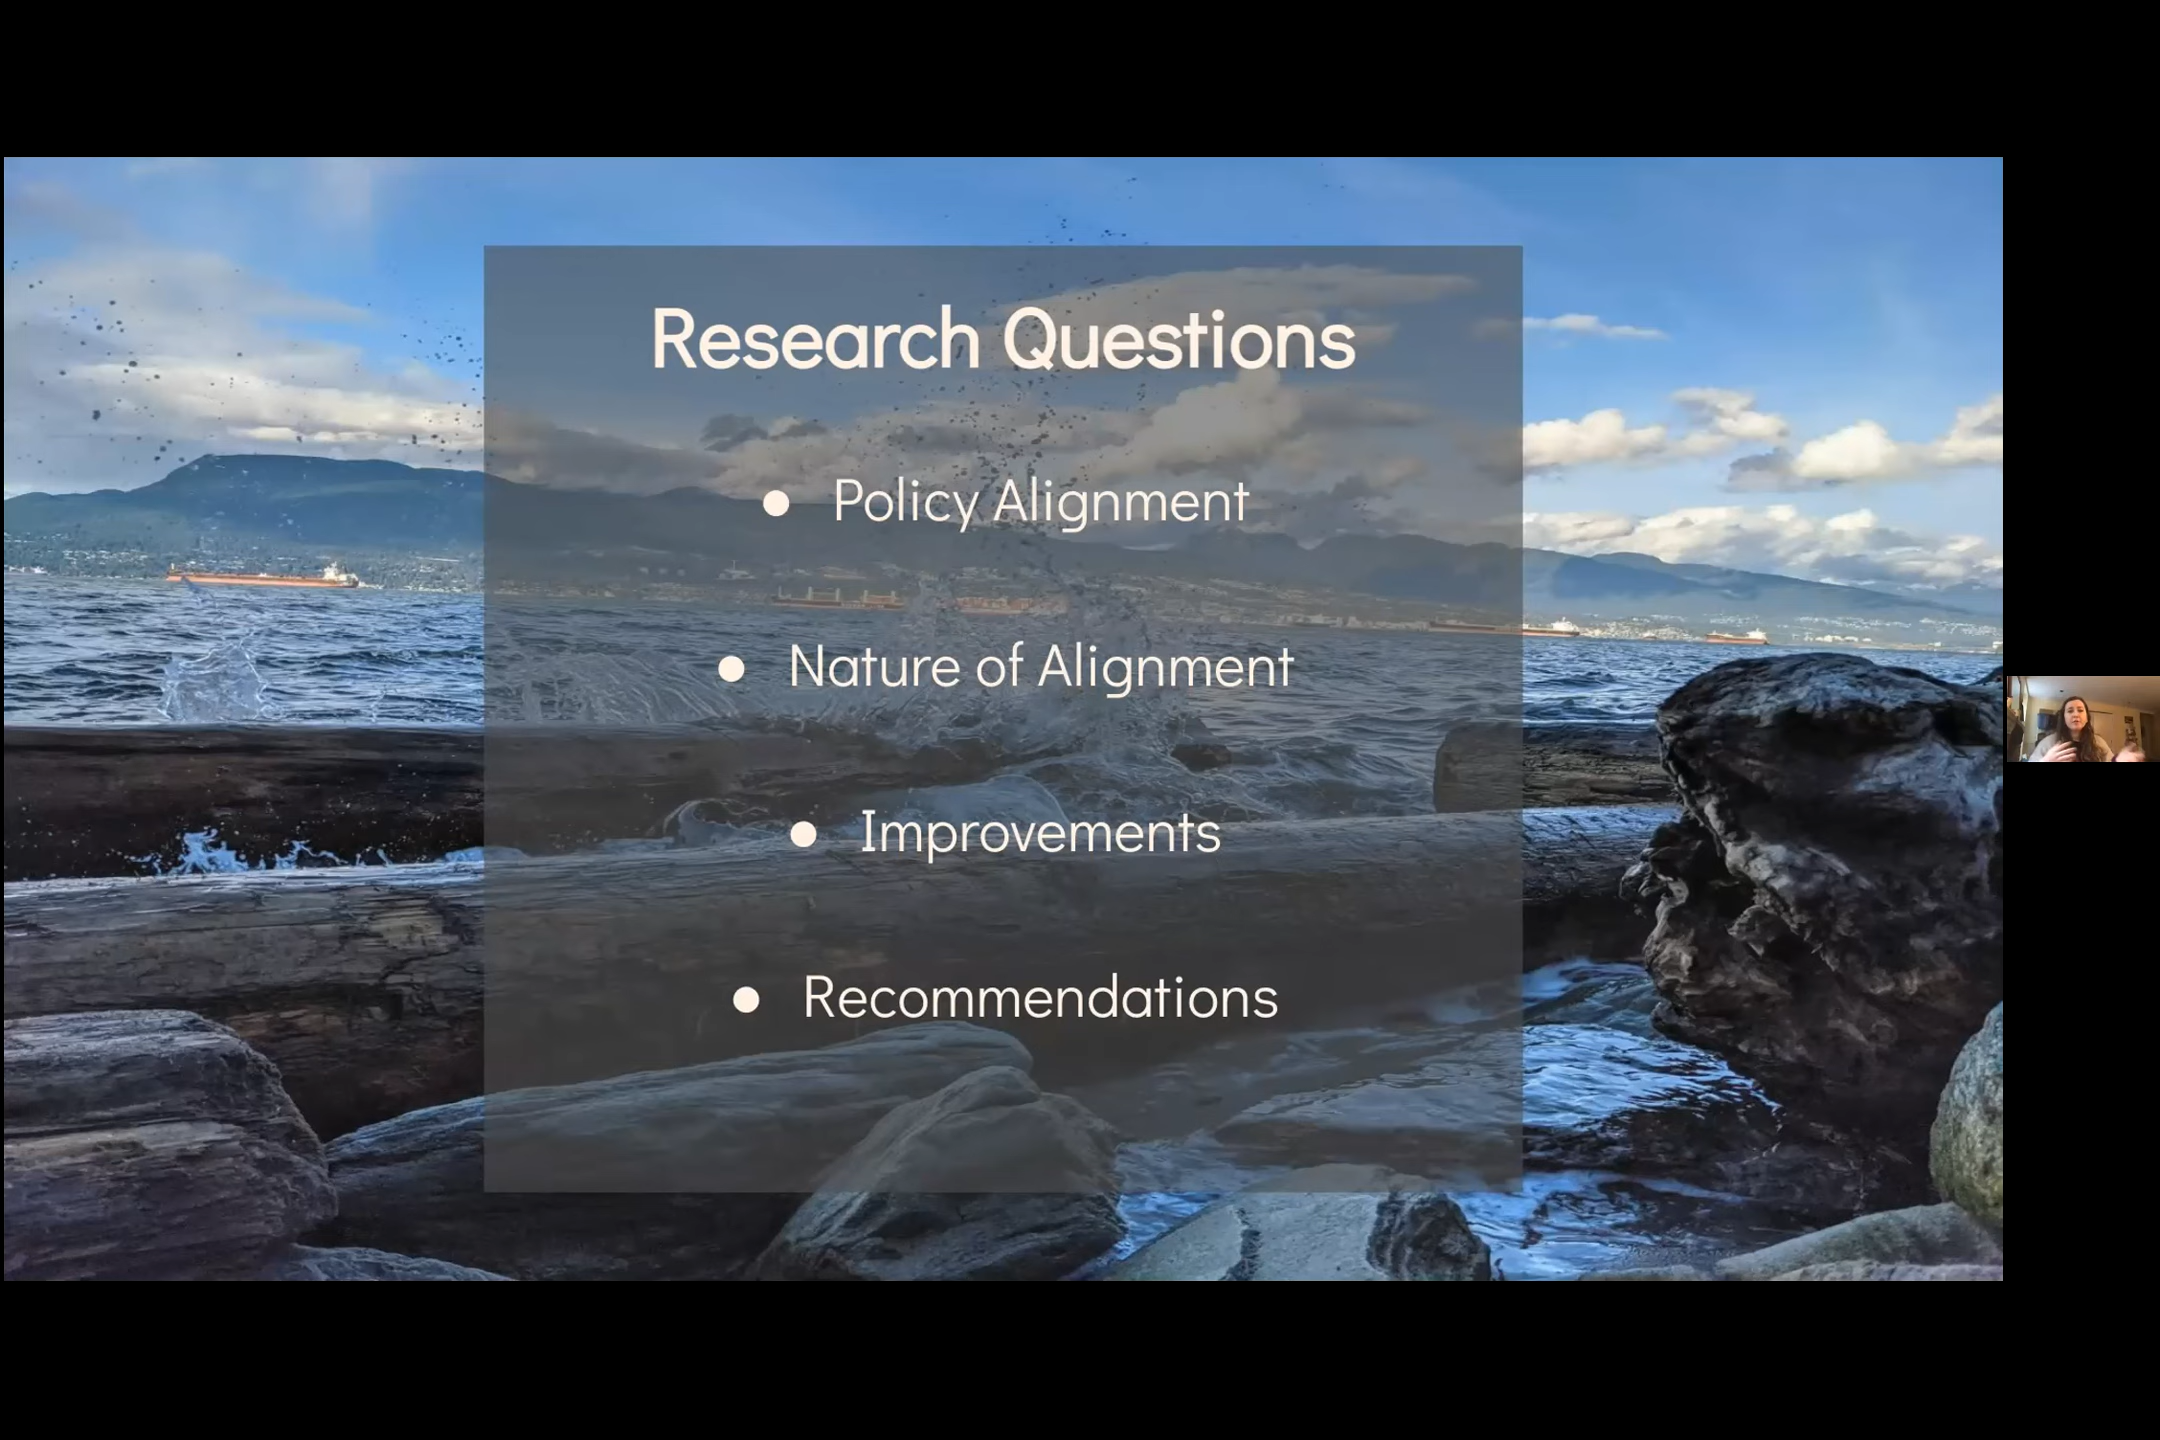 Research Questions
● Policy Alignment
● Nature of Alignment
● Improvements
● Recommendations